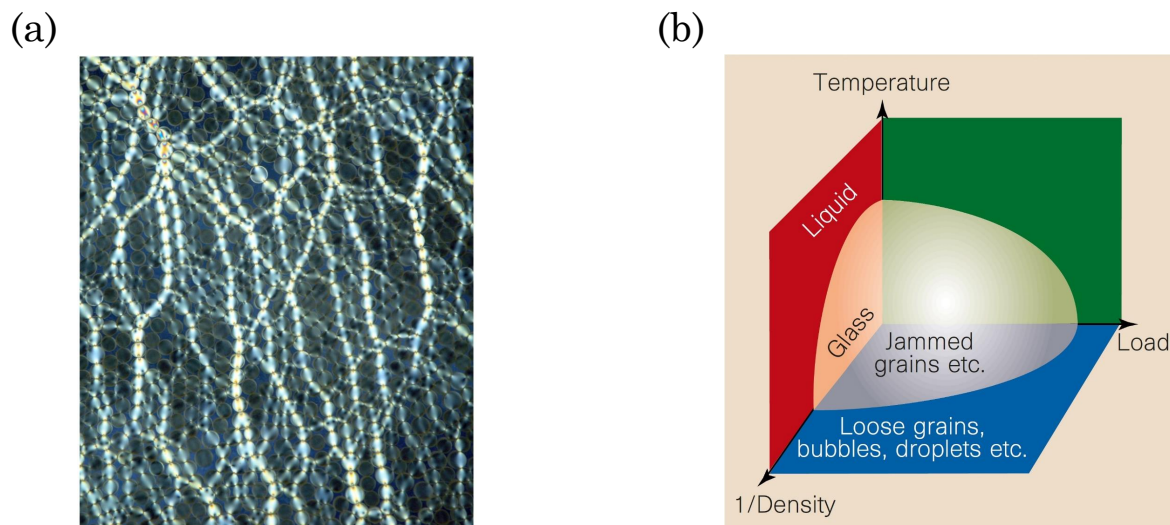 (a)
(b)
Temperature
Liquid
Glass
Jammed
grains etc.
Load
Loose grains,
bubbles, droplets etc.
1/Density